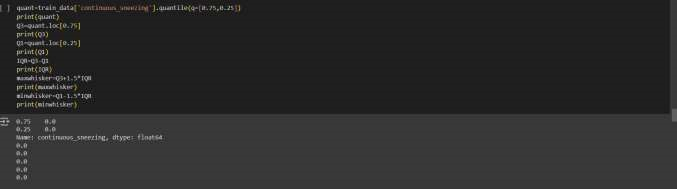 [ ] quant=train_data['continuous_sneezing'].quantile(q=[0.75,0.25])
print(quant)
Q3=quant.loc[0.75]
print(Q3)
Q1=quant.loc[0.25]
print(Q1)
IQR=Q3-Q1
print(IQR)
maxwhisker=Q3+1.5*IQR
print(maxwhisker)
minwhisker=Q1-1.5*IQR
print(minwhisker)
0.75 0.0
0.25 0.0
Name: continuous_sneezing, dtype: float64
0.0
0.0
0.0
0.0
0.0